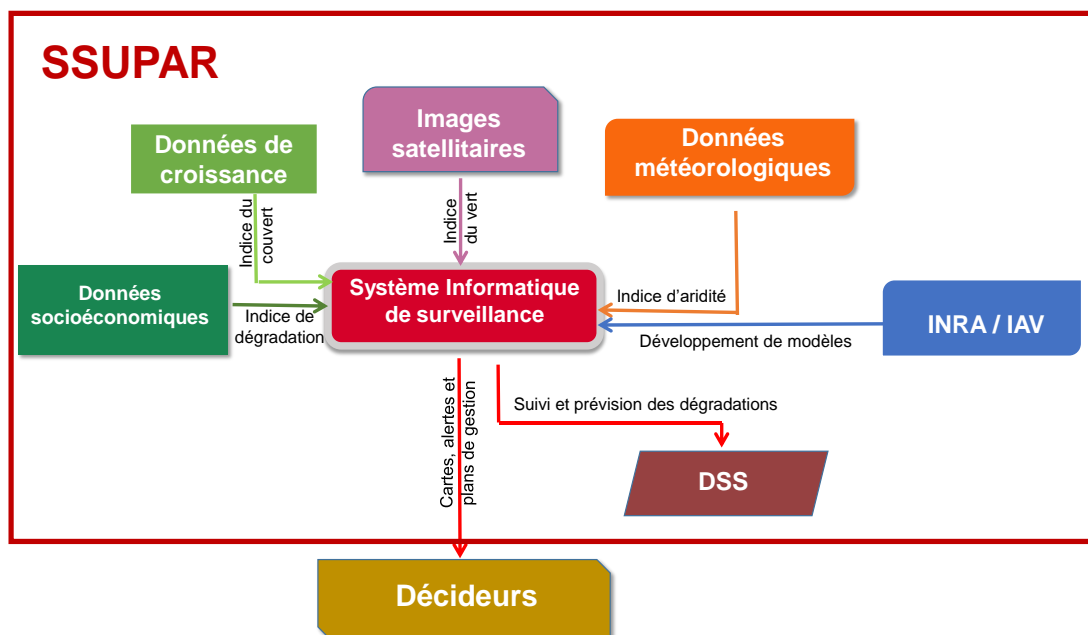 SSUPAR
Images
satellitaires
Données de
croissance
Données
météorologiques
Indice du
couvert
Indice
du vert
Données
socioéconomiques
Indice de
dégradation
Système Informatique
de surveillance
Indice d’aridité
Développement de modèles
INRA / IAV
Cartes, alertes et
plans de gestion
Suivi et prévision des dégradations
DSS
Décideurs